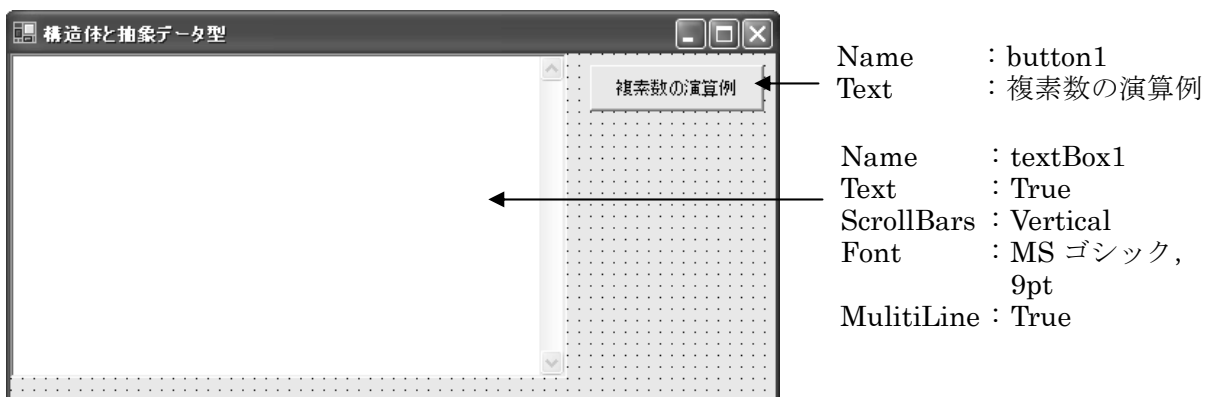 構造体と抽象データ型
複素数の演算例
Name : button1
Text : 複素数の演算例
Name : textBox1
Text : True
ScrollBars : Vertical
Font : MS ゴシック,
9pt
MulitiLine : True